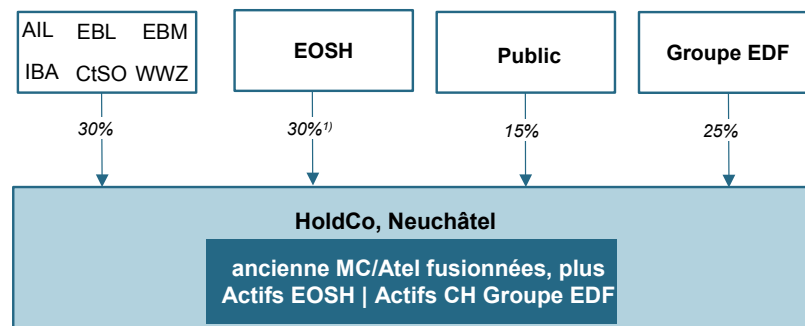 AIL EBL EBM
IBA CtSO WWZ
EOSH
Public
Groupe EDF
30%
30%1)
15%
25%
HoldCo, Neuchâtel
ancienne MC/Atel fusionnées, plus
Actifs EOSH | Actifs CH Groupe EDF